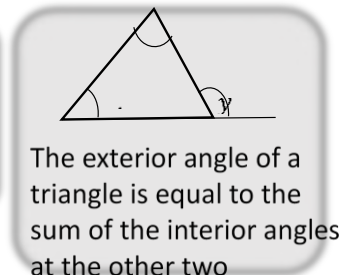 y
The exterior angle of a
triangle is equal to the
sum of the interior angles
at the other two